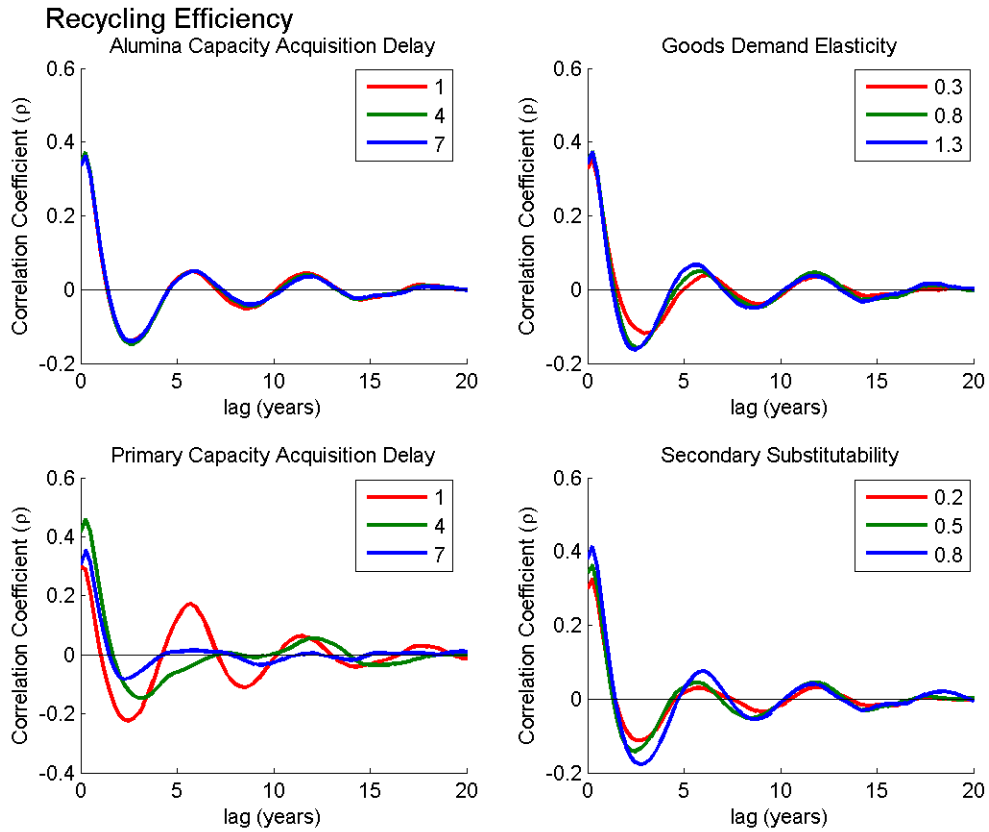 Recycling Efficiency
Alumina Capacity Acquisition Delay
0.6
0.4
0.2
0
-0.2
Correlation Coefficient (ρ)
1
4
7
0 5 10 15 20
lag (years)
Goods Demand Elasticity
0.6
0.4
0.2
0
-0.2
Correlation Coefficient (ρ)
0.3
0.8
1.3
0 5 10 15 20
lag (years)
Primary Capacity Acquisition Delay
0.6
0.4
0.2
0
-0.2
-0.4
Correlation Coefficient (ρ)
1
4
7
0 5 10 15 20
lag (years)
Secondary Substitutability
0.6
0.4
0.2
0
-0.2
Correlation Coefficient (ρ)
0.2
0.5
0.8
0 5 10 15 20
lag (years)